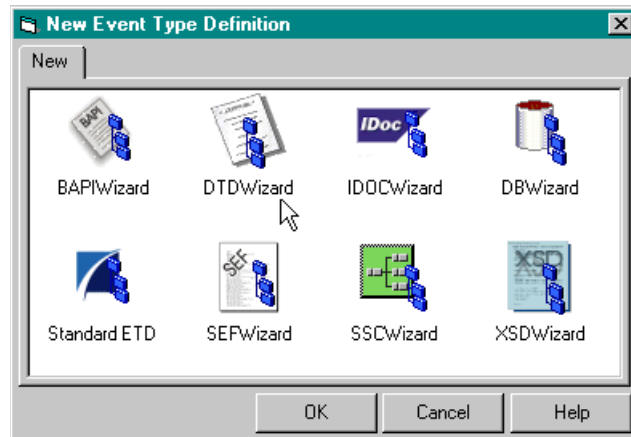 New Event Type Definition
New
BAPI
IDoc
BAPIWizard DTDWizard IDOCWizard DBWizard
SEF
XSD
Standard ETD SEFWizard SSCWizard XSDWizard
OK Cancel Help